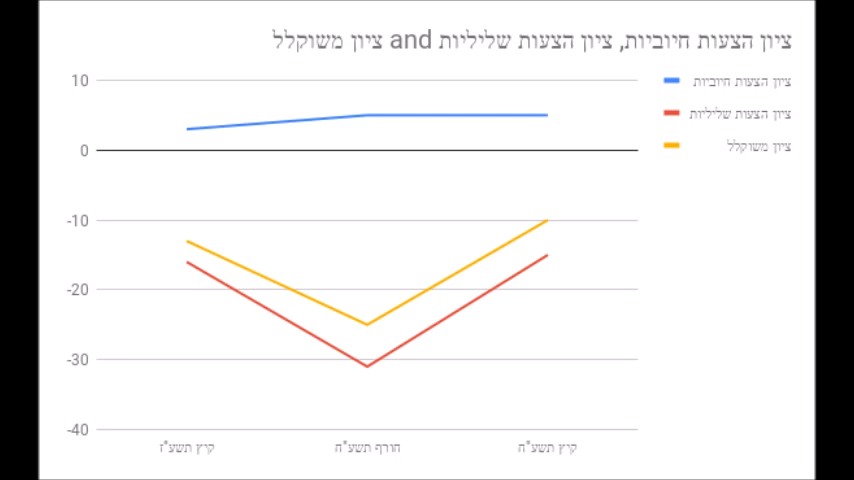 ציון הצעות חיוביות, ציון הצעות שליליות and ציון משוקלל
ציון הצעות חיוביות
ציון הצעות שליליות
ציון משוקלל
10
0
-10
-20
-30
-40
קיץ תשע"ז
חורף תשע"ח
קיץ תשע"ח